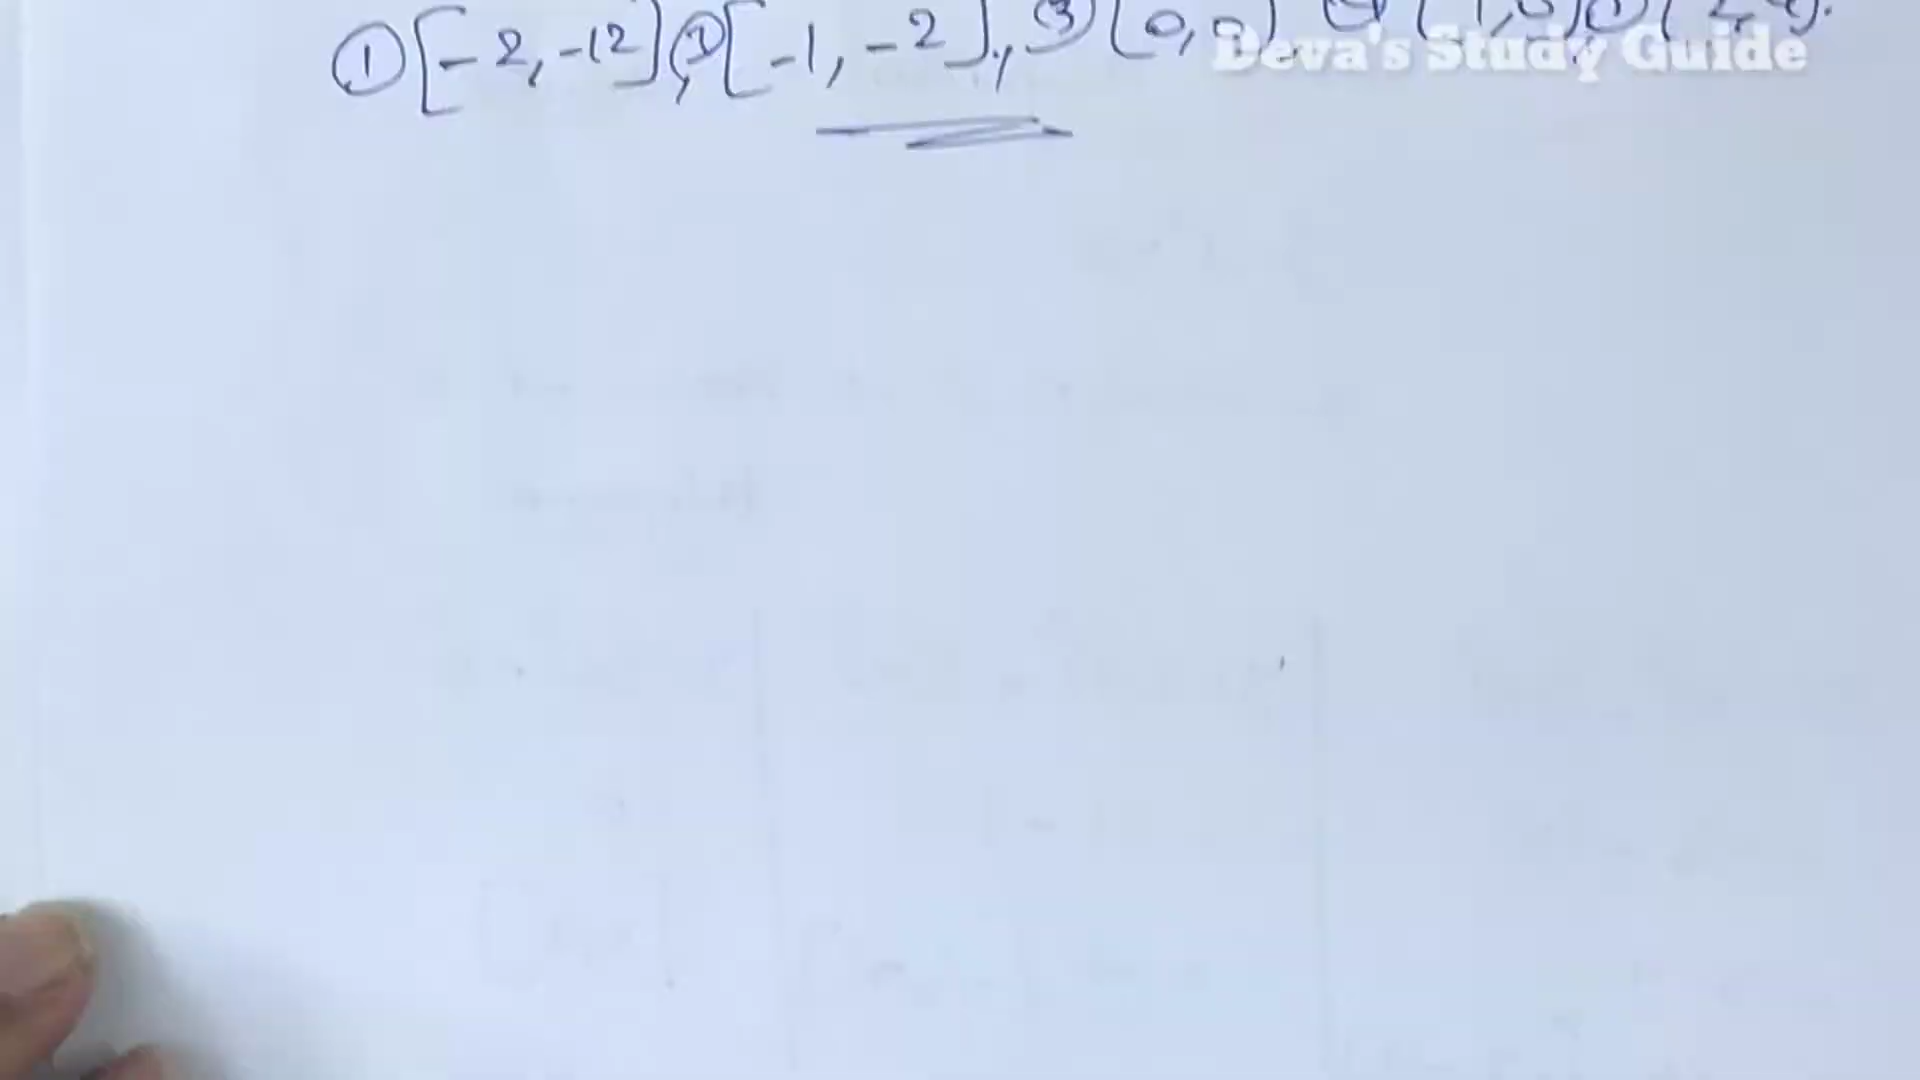 ① [-2, -12], ② [-1, -2], ③ [0, 0],
Deva's Study Guide